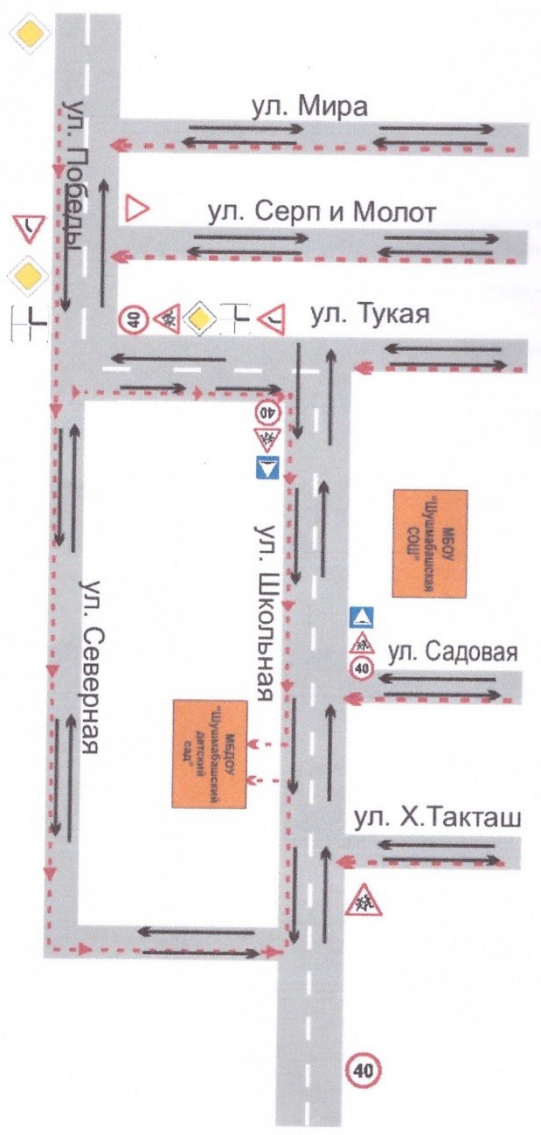 ул. Мира
ул. Победы
ул. Серп и Молот
ул. Тукая
40
40
МБОУ
"Шушмабашская
СОШ"
ул. Школьная
ул. Северная
ул. Садовая
40
МБДОУ
"Шушмабашский
детский
сад"
ул. Х.Такташ
40